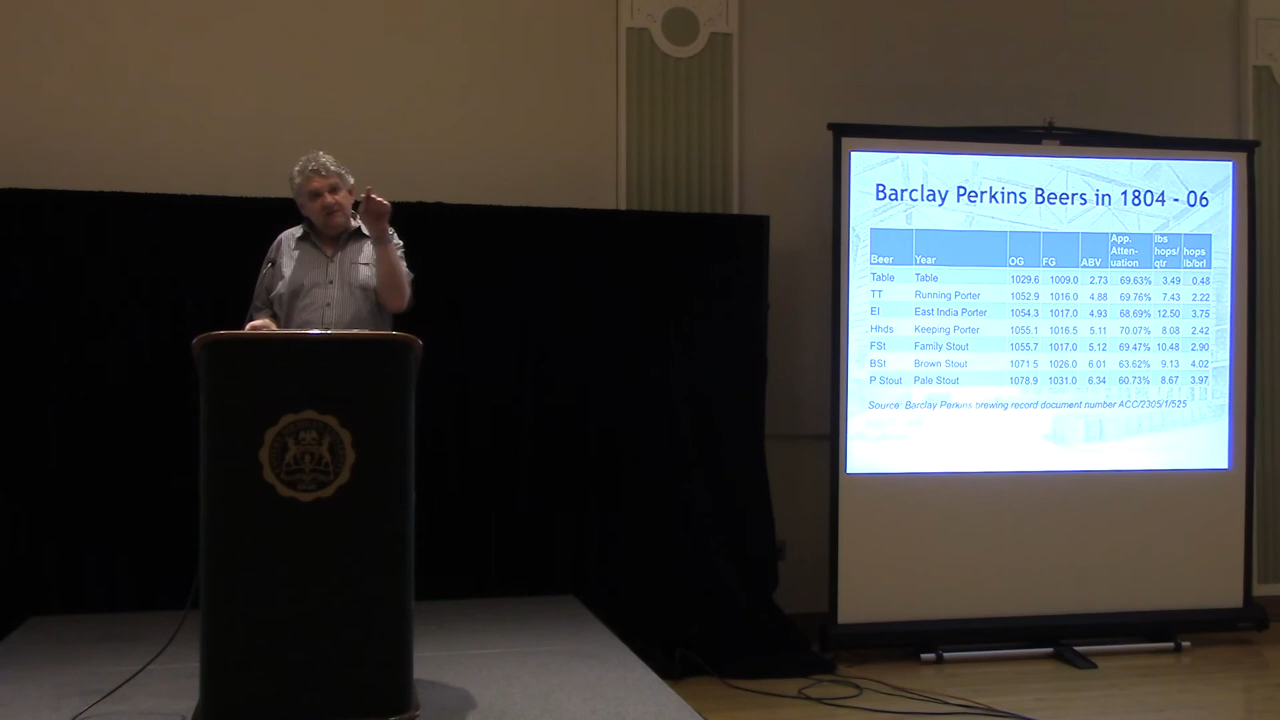 Barclay Perkins Beers in 1804 - 06
Beer Year OG FG ABV App. Atten-uation lbs hops/ qtr hops lb/brl
Table Table 1029.6 1009.0 2.73 69.63% 3.49 0.48
TT Running Porter 1052.9 1016.0 4.88 69.76% 7.43 2.22
EI East India Porter 1054.3 1017.0 4.93 68.69% 12.50 3.75
Hhds Keeping Porter 1055.1 1016.5 5.11 70.07% 8.08 2.42
FSt Family Stout 1055.7 1017.0 5.12 69.47% 10.48 2.90
BSt Brown Stout 1071.5 1026.0 6.01 63.62% 9.13 4.02
P Stout Pale Stout 1078.9 1031.0 6.34 60.73% 8.67 3.97
Source: Barclay Perkins brewing record document number ACC/2305/1/525